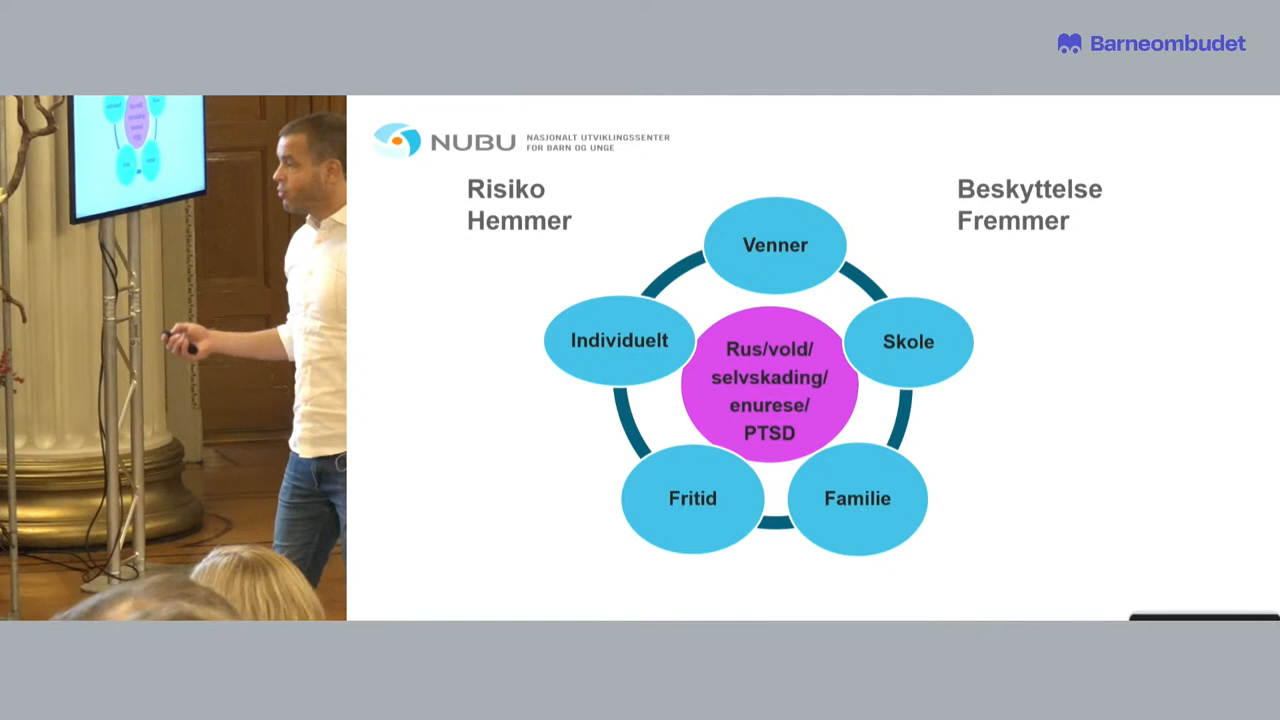 Barneombudet
NUBU
NASJONALT UTVIKLINGSSENTER
FOR BARN OG UNGE
Risiko
Hemmer
Beskyttelse
Fremmer
Venner
Individuelt
Skole
Rus/vold/
selvskading/
enurese/
PTSD
Fritid
Familie